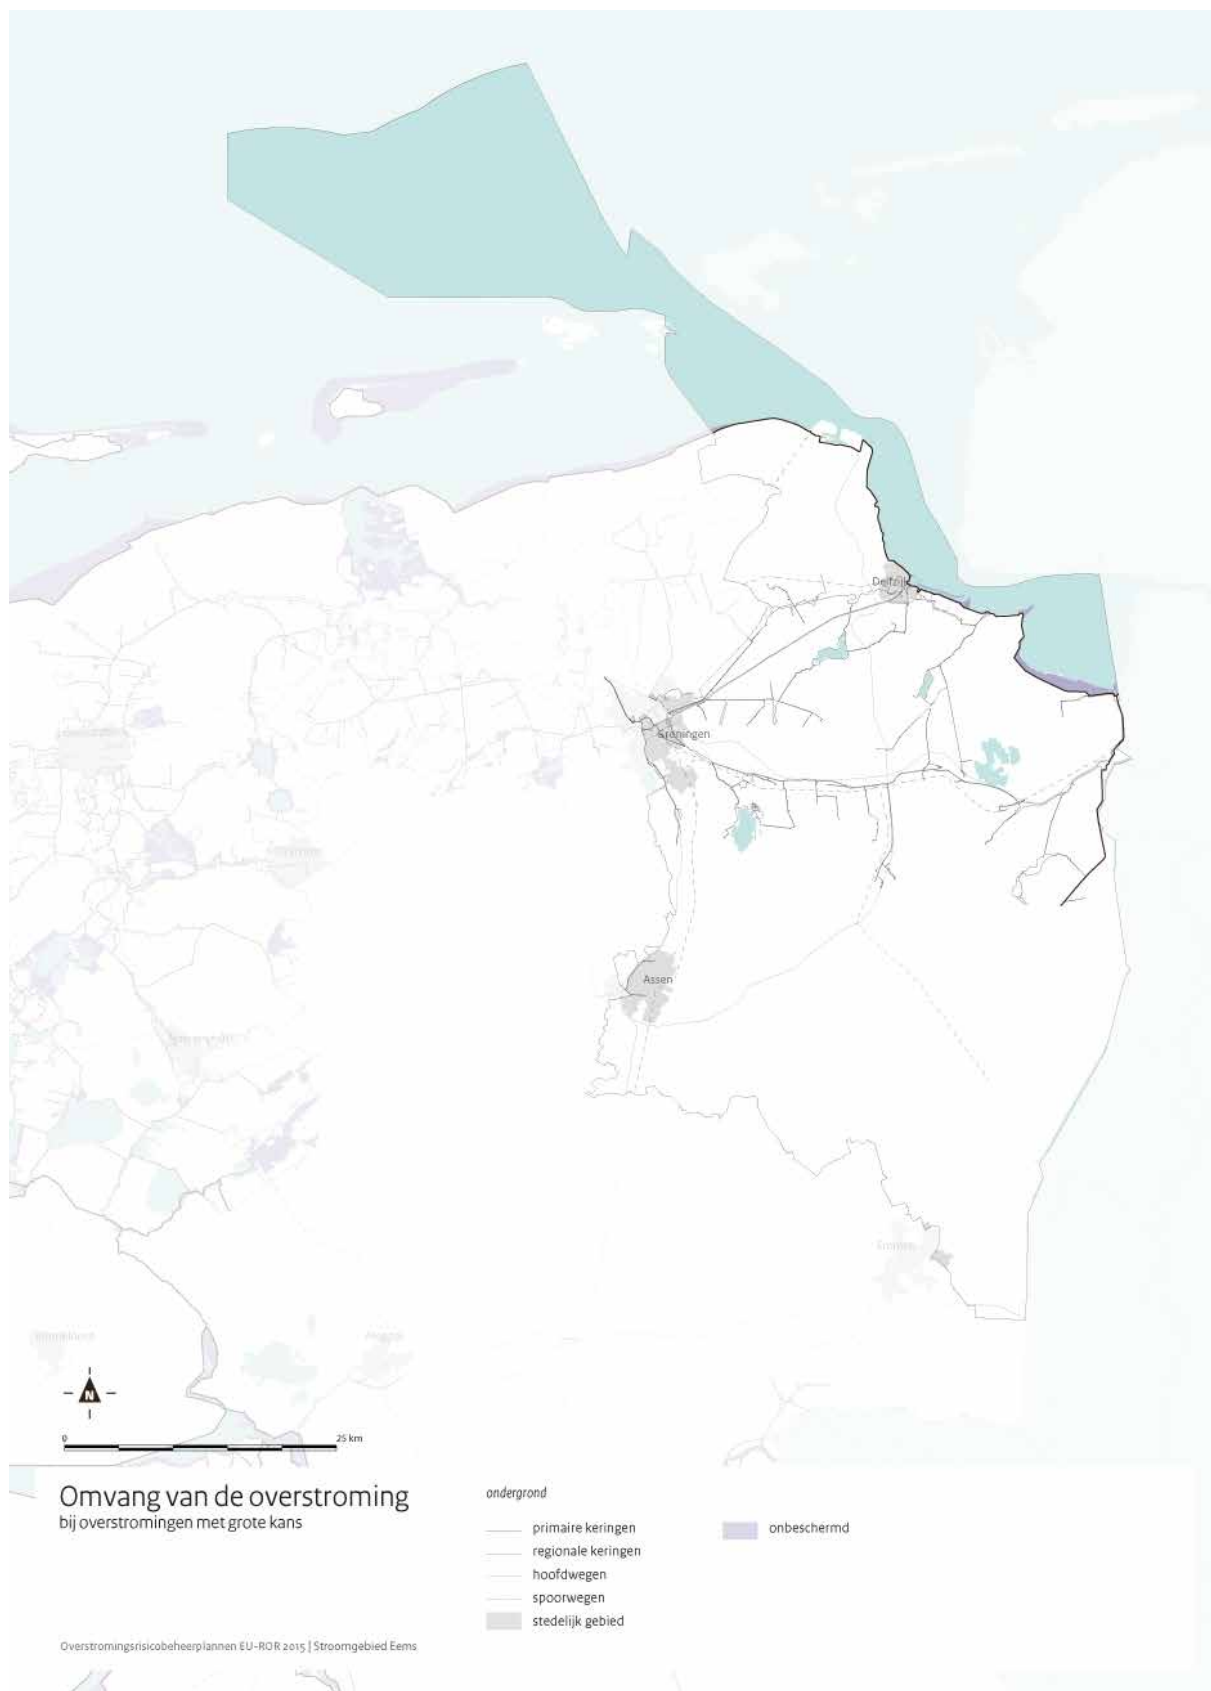 Delfzijl
Groningen
Assen
Emmen
N
0
25 km
Omvang van de overstroming
bij overstromingen met grote kans
ondergrond
primaire keringen
regionale keringen
hoofdwegen
spoorwegen
stedelijk gebied
onbeschermd
Overstromingsrisicobeheerplannen EU-ROR 2015 | Stroomgebied Eems